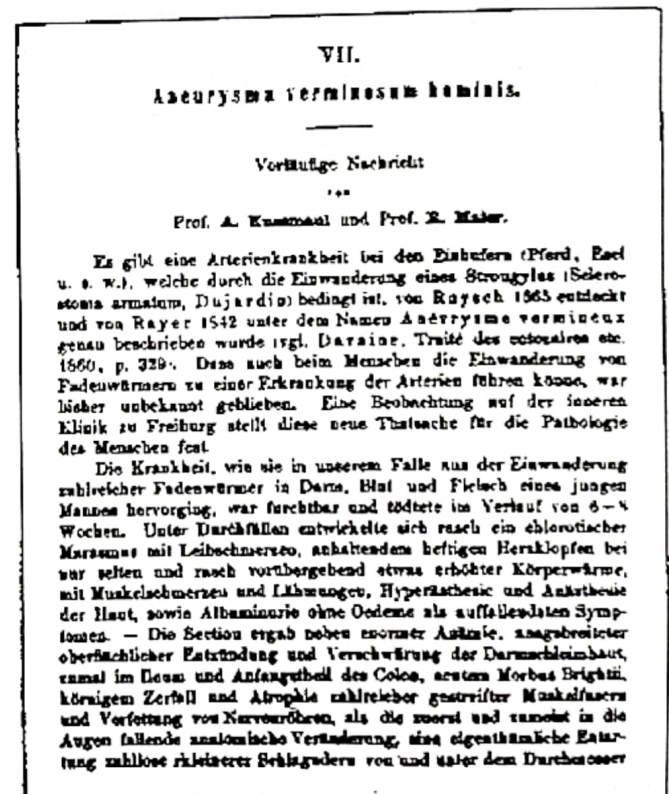 VII.
Aneurysma verminosum hominis.
Vorläufige Nachricht
von
Prof. A. Kussmaul und Prof. R. Maier.
Es gibt eine Arterienkrankheit bei den Einhufern (Pferd, Esel
u. s. w.), welche durch die Einwanderung eines Strongylus (Sclero-
stoma armatum, Dujardin) bedingt ist, von Ruysch 1665 entdeckt
und von Rayer 1842 unter dem Namen Anévrysme vermineux
genau beschrieben wurde (vgl. Davaine, Traité des entozoaires etc.
1860, p. 329). Dass auch beim Menschen die Einwanderung von
Fadenwürmern zu einer Erkrankung der Arterien führen könne, war
bisher unbekannt geblieben. Eine Beobachtung auf der inneren
Klinik zu Freiburg stellt diese neue Thatsache für die Pathologie
des Menschen fest.
Die Krankheit, wie sie in unserem Falle aus der Einwanderung
zahlreicher Fadenwürmer in Darm, Blut und Fleisch eines jungen
Mannes hervorging, war furchtbar und tödtete im Verlauf von 6–8
Wochen. Unter Durchfällen entwickelte sich rasch ein chlorotischer
Marasmus mit Leibschmerzen, anhaltendem heftigen Herzklopfen bei
nur selten und rasch vorübergebend etwas erhöhter Körperwärme,
mit Muskelschmerzen und Lähmungen, Hyperästhesie und Anästhesie
der Haut, sowie Albuminurie ohne Oedeme als auffallendsten Symp-
tomen. — Die Section ergab neben enormer Anämie, ausgebreiteter
oberflächlicher Entzündung und Verschwärung der Darmschleimhaut,
zumal im Ileum und Anfangstheil des Colon, acutem Morbus Brightii,
körnigem Zerfall und Atrophie zahlreicher gestreifter Muskelfasern
und Verfettung von Nervenröhren, als die zuerst und zumeist in die
Augen fallende anatomische Veränderung, eine eigenthümliche Entar-
tung zahlloser kleinerer Schlagadern von und unter dem Durchmesser